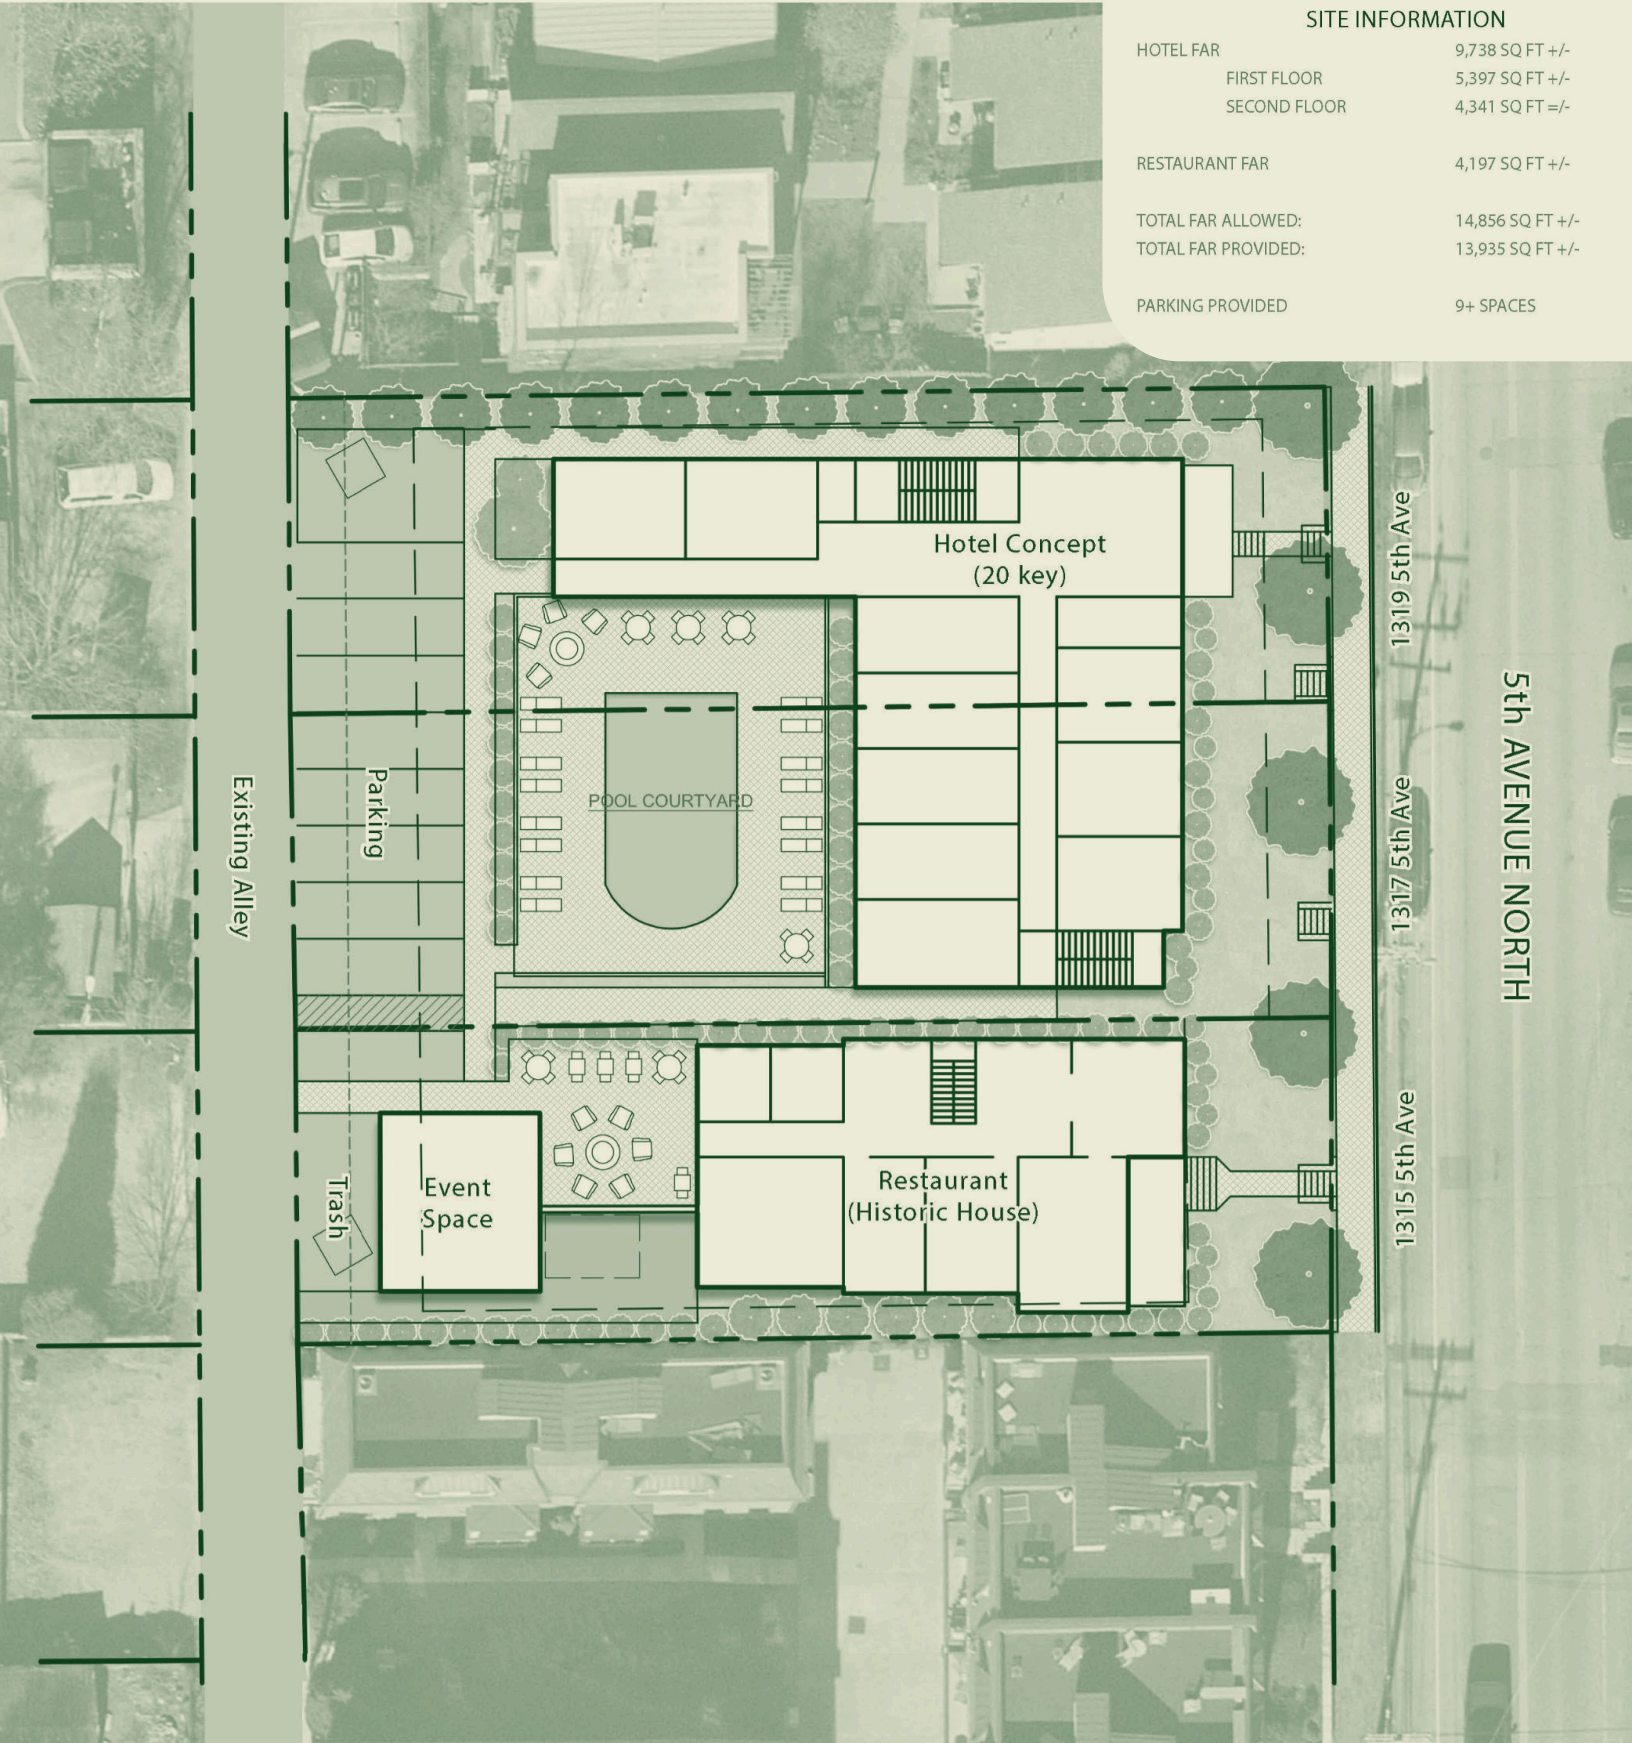 SITE INFORMATION
HOTEL FAR 9,738 SQ FT +/-
FIRST FLOOR 5,397 SQ FT +/-
SECOND FLOOR 4,341 SQ FT =/-
RESTAURANT FAR 4,197 SQ FT +/-
TOTAL FAR ALLOWED: 14,856 SQ FT +/-
TOTAL FAR PROVIDED: 13,935 SQ FT +/-
PARKING PROVIDED 9+ SPACES
Hotel Concept
(20 key)
1319 5th Ave
5th AVENUE NORTH
Existing Alley
Parking
POOL COURTYARD
1317 5th Ave
1315 5th Ave
Trash
Event
Space
Restaurant
(Historic House)